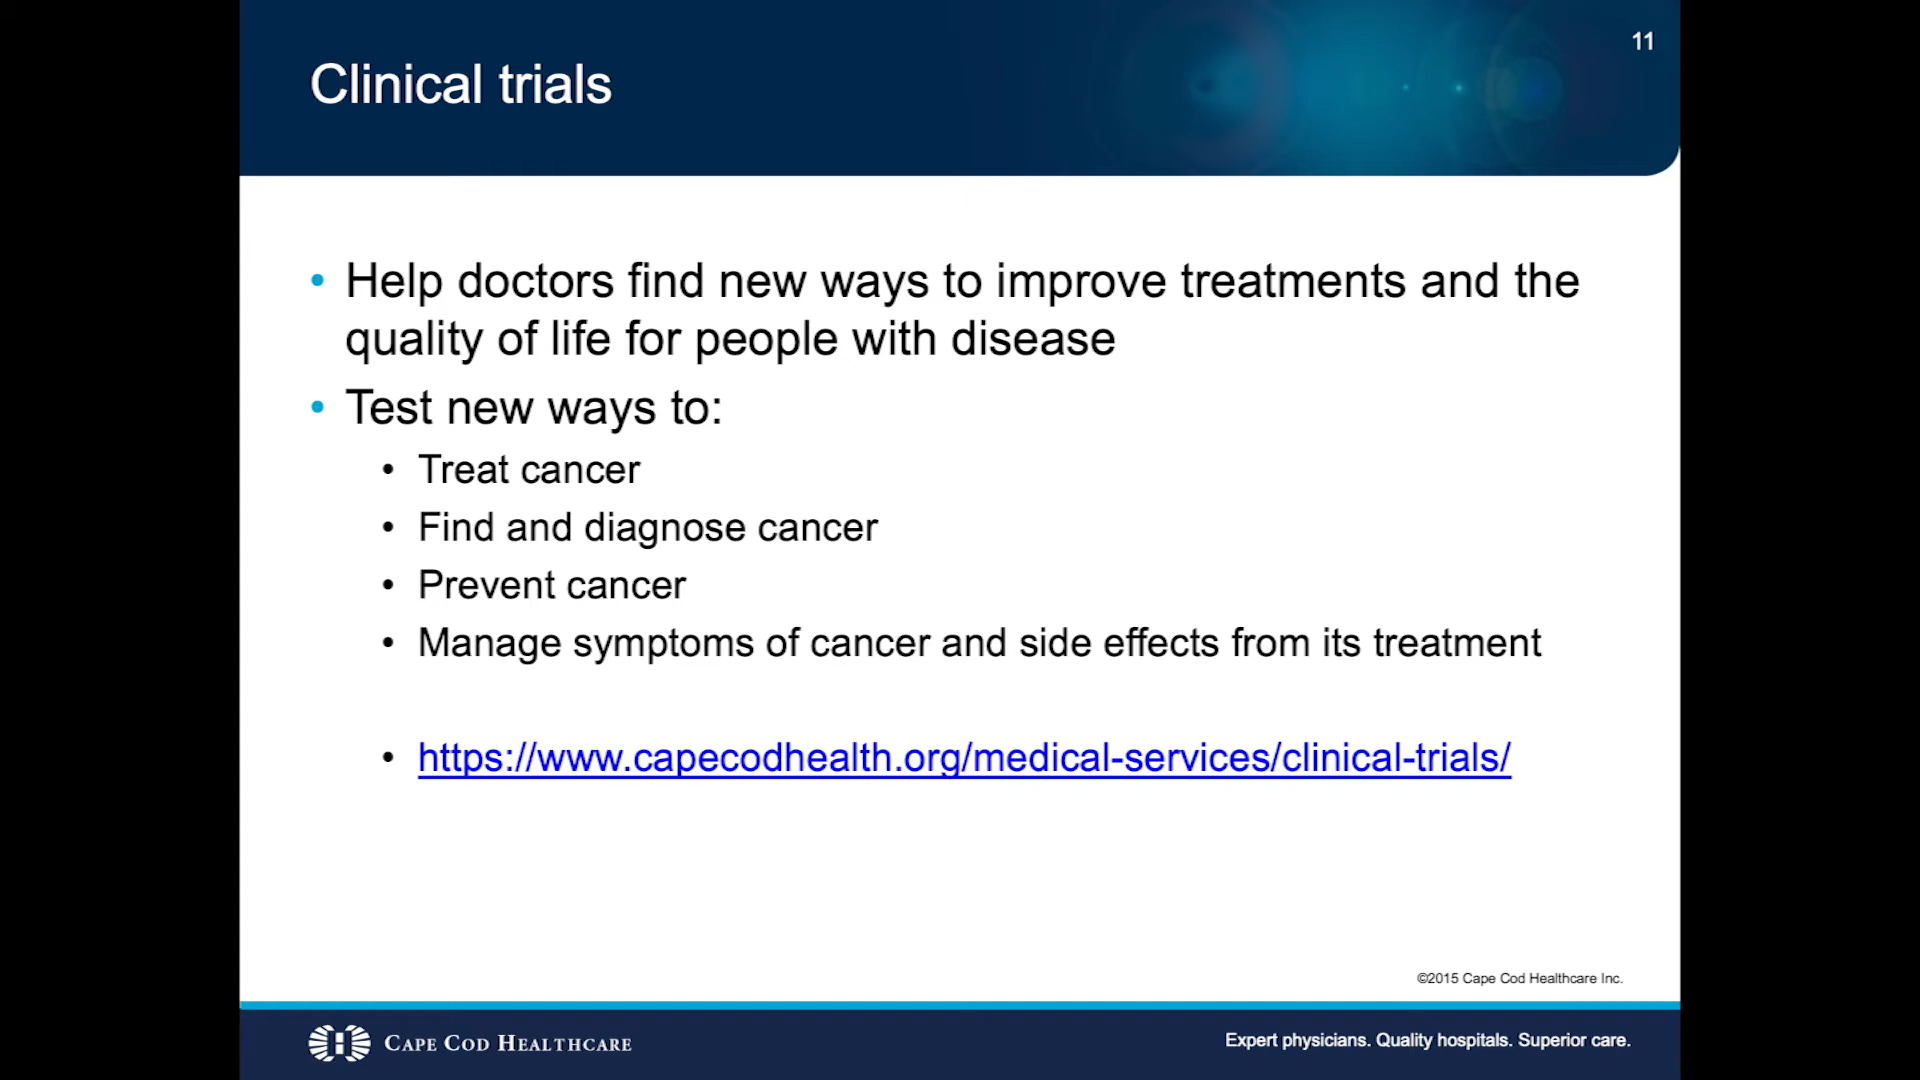 11
Clinical trials
• Help doctors find new ways to improve treatments and the
quality of life for people with disease
• Test new ways to:
• Treat cancer
• Find and diagnose cancer
• Prevent cancer
• Manage symptoms of cancer and side effects from its treatment
• https://www.capecodhealth.org/medical-services/clinical-trials/
©2015 Cape Cod Healthcare Inc.
CAPE COD HEALTHCARE
Expert physicians. Quality hospitals. Superior care.